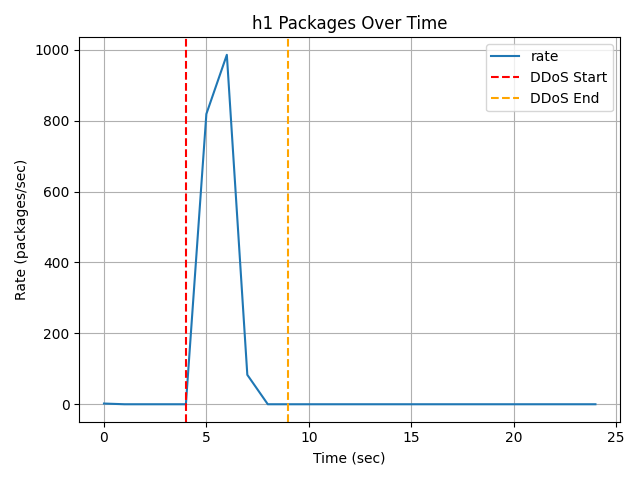 h1 Packages Over Time
rate
DDoS Start
DDoS End
Rate (packages/sec)
1000
800
600
400
200
0
0 5 10 15 20 25
Time (sec)